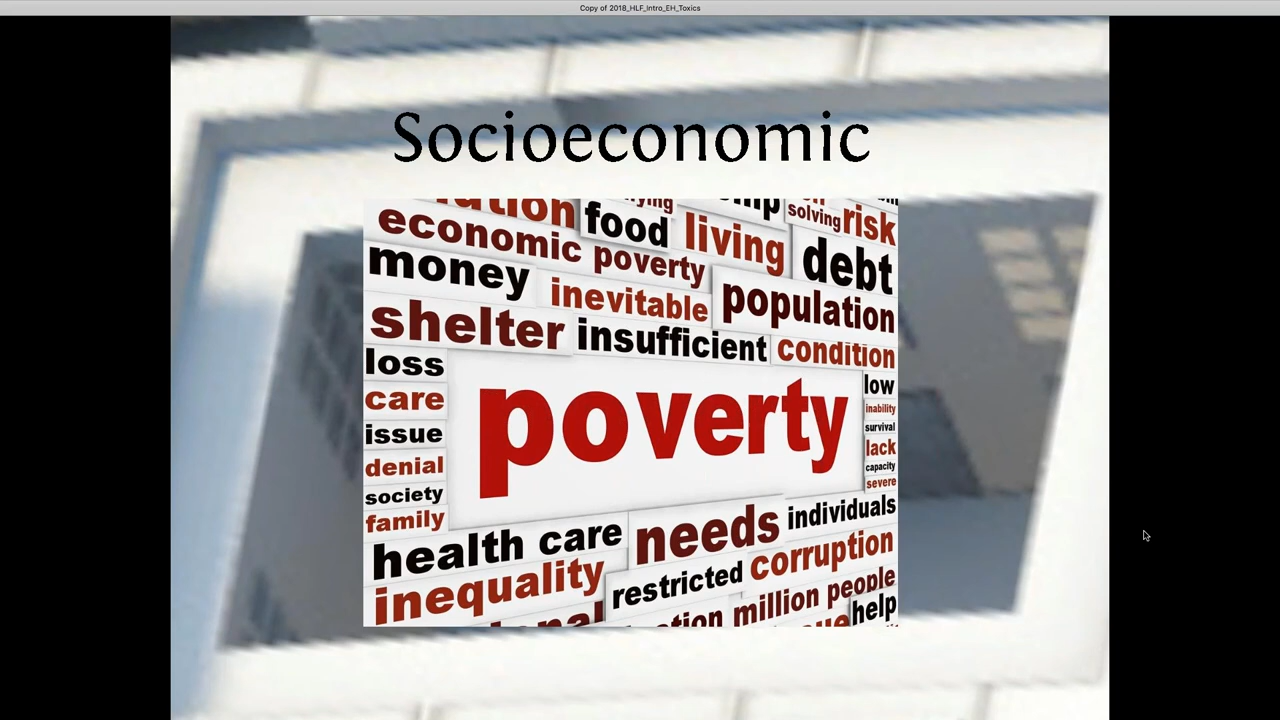 Copy of 2018_HLF_Intro_EH_Toxics
Socioeconomic
food
living
solving
risk
economic poverty
debt
money
inevitable
population
shelter
insufficient
condition
loss
care
issue
denial
society
family
poverty
low
inability
survival
lack
capacity
severe
health care
needs
individuals
inequality
restricted
corruption
million people
help